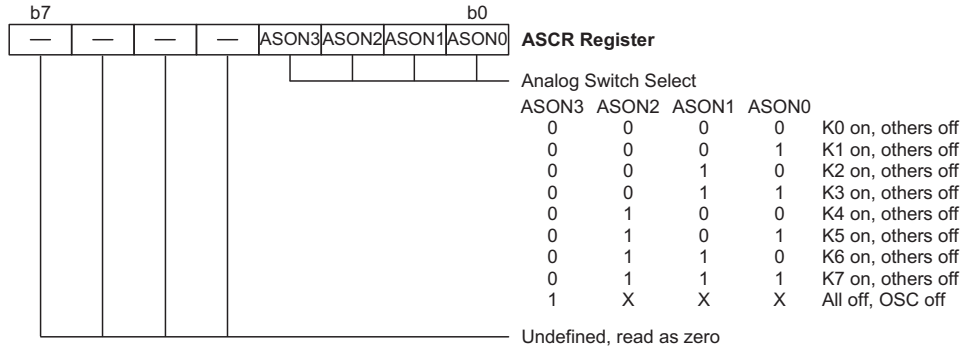 b7 b0
— — — — ASON3 ASON2 ASON1 ASON0 ASCR Register
Analog Switch Select
ASON3 ASON2 ASON1 ASON0
0 0 0 0 K0 on, others off
0 0 0 1 K1 on, others off
0 0 1 0 K2 on, others off
0 0 1 1 K3 on, others off
0 1 0 0 K4 on, others off
0 1 0 1 K5 on, others off
0 1 1 0 K6 on, others off
0 1 1 1 K7 on, others off
1 X X X All off, OSC off
Undefined, read as zero